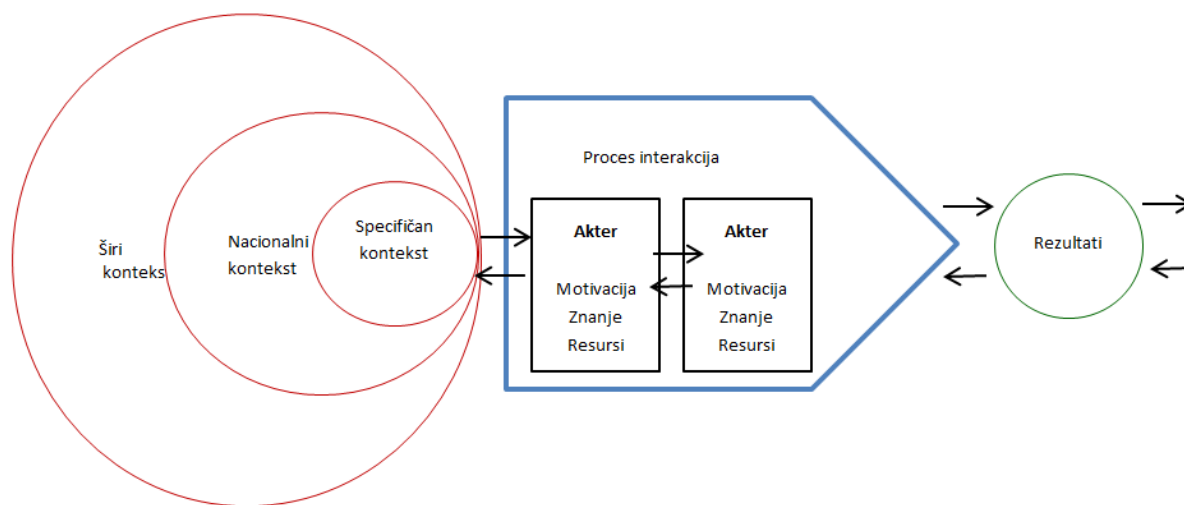 Širi
konteks
Nacionalni
kontekst
Specifičan
kontekst
Proces interakcija
Akter
Motivacija
Znanje
Resursi
Akter
Motivacija
Znanje
Resursi
Rezultati